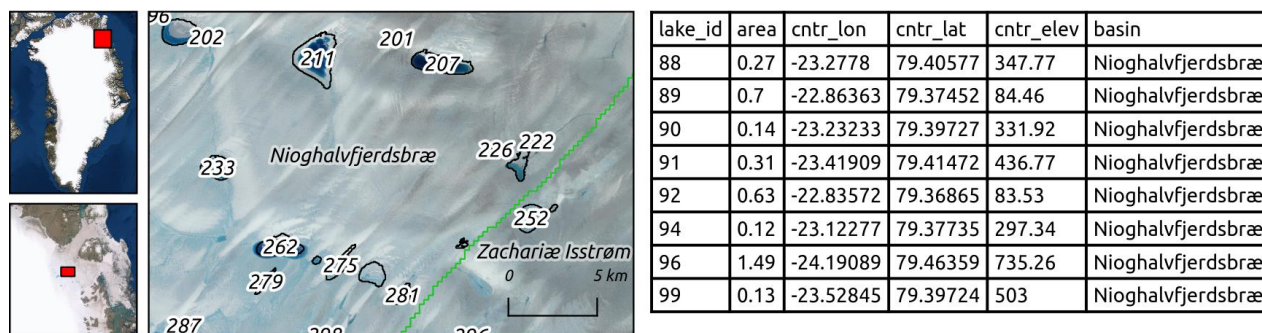 96
202
211
201
207
226 222
233
Nioghalvfjerdsbræ
252
262
Zachariæ Isstrøm
279
275
281
0 5 km
287
lake_id area cntr_lon cntr_lat cntr_elev basin
88 0.27 -23.2778 79.40577 347.77 Nioghalvfjerdsbræ
89 0.7 -22.86363 79.37452 84.46 Nioghalvfjerdsbræ
90 0.14 -23.23233 79.39727 331.92 Nioghalvfjerdsbræ
91 0.31 -23.41909 79.41472 436.77 Nioghalvfjerdsbræ
92 0.63 -22.83572 79.36865 83.53 Nioghalvfjerdsbræ
94 0.12 -23.12277 79.37735 297.34 Nioghalvfjerdsbræ
96 1.49 -24.19089 79.46359 735.26 Nioghalvfjerdsbræ
99 0.13 -23.52845 79.39724 503 Nioghalvfjerdsbræ